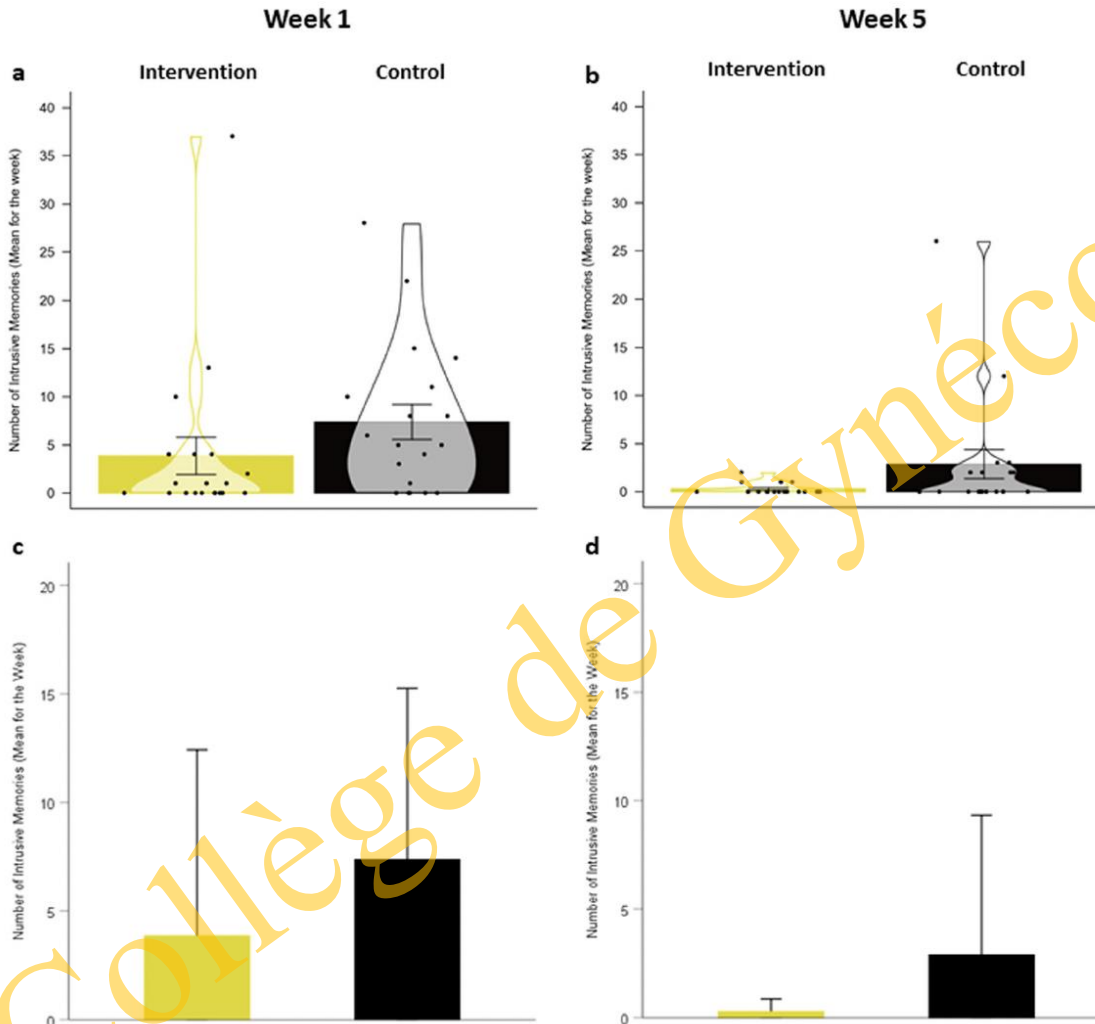 Week 1
Week 5
a
Intervention
Control
Number of Intrusive Memories (Mean for the week)
40
35
30
25
20
15
10
5
0
b
Intervention
Control
Number of Intrusive Memories (Mean for the week)
40
35
30
25
20
15
10
5
0
c
Number of Intrusive Memories (Mean for the Week)
20
15
10
5
0
d
Number of Intrusive Memories (Mean for the Week)
20
15
10
5
0
Collège de Gynéco